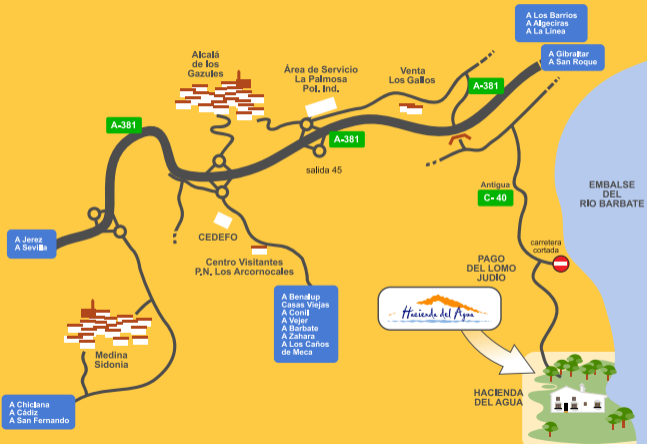 A Los Barrios
A Algeciras
A La Línea
A Gibraltar
A San Roque
Alcalá
de los
Gazules
Área de Servicio
La Palmosa
Pol. Ind.
Venta
Los Gallos
A-381
A-381
A-381
salida 45
Antigua
C-40
EMBALSE
DEL
RÍO BARBATE
A Jerez
A Sevilla
CEDEFO
Centro Visitantes
P.N. Los Arcornocales
carretera
cortada
PAGO
DEL LOMO
JUDÍO
A Benalup
Casas Viejas
A Conil
A Vejer
A Barbate
A Zahara
A Los Caños
de Meca
Hacienda del Agua
Medina
Sidonia
HACIENDA
DEL AGUA
A Chiclana
A Cádiz
A San Fernando